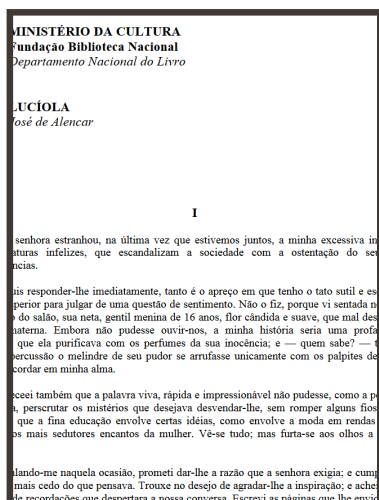 MINISTÉRIO DA CULTURA
Fundação Biblioteca Nacional
Departamento Nacional do Livro
LUCÍOLA
José de Alencar
I
senhora estranhou, na última vez que estivemos juntos, a minha excessiva in
aturas infelizes, que escandalizam a sociedade com a ostentação do seu
ncias.
uis responder-lhe imediatamente, tanto é o apreço em que tenho o tato sutil e es
perior para julgar de uma questão de sentimento. Não o fiz, porque vi sentada n
o do salão, sua neta, gentil menina de 16 anos, flor cândida e suave, que mal des
materna. Embora não pudesse ouvir-nos, a minha história seria uma profa
que ela purificava com os perfumes da sua inocência; e — quem sabe? — t
percussão o melindre de seu pudor se arrufasse unicamente com os palpites de
cordar em minha alma.
eceei também que a palavra viva, rápida e impressionável não pudesse, como a p
a, perscrutar os mistérios que desejava desvendar-lhe, sem romper alguns fios
que a fina educação envolve certas idéias, como envolve a moda em rendas
os mais sedutores encantos da mulher. Vê-se tudo; mas furta-se aos olhos a
alando-me naquela ocasião, prometi dar-lhe a razão que a senhora exigia; e cump
mais cedo do que pensava. Trouxe no desejo de agradar-lhe a inspiração; e achei
de recordações que despertara a nossa conversa. Escrevi as páginas que lhe envio